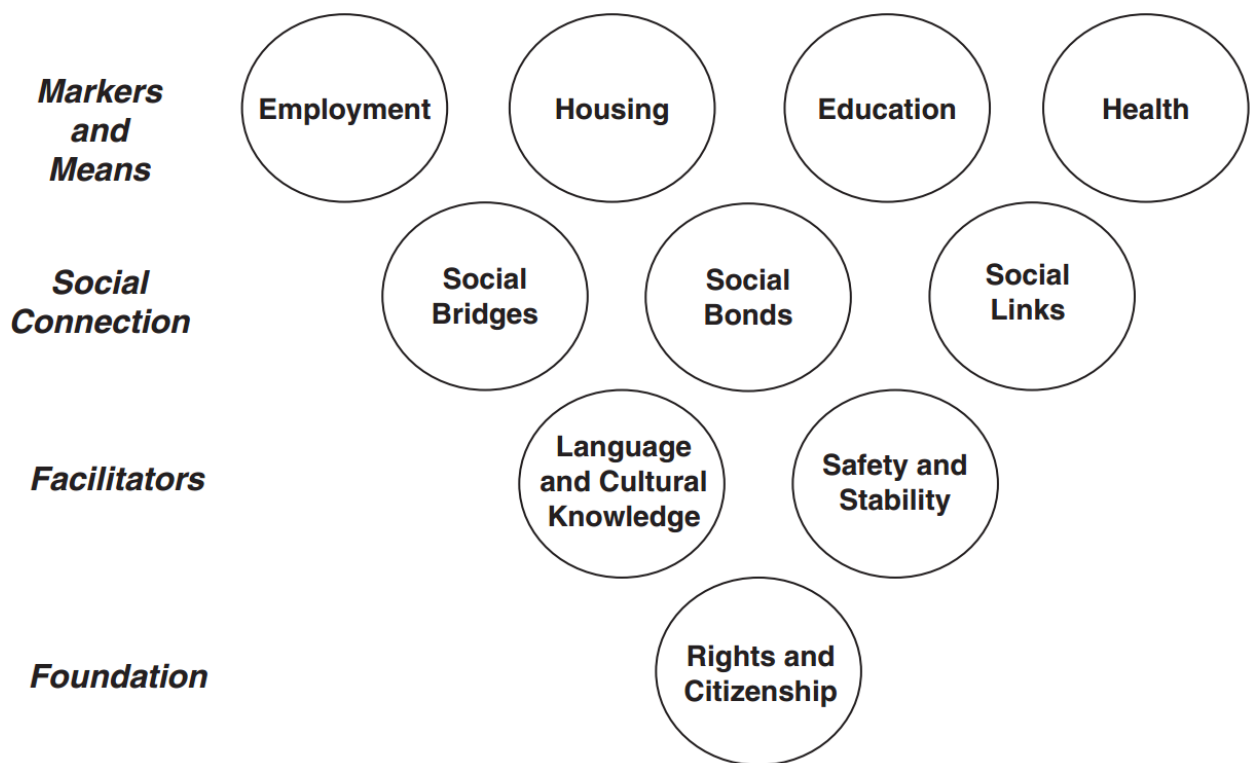 Markers
and
Means
Employment
Housing
Education
Health
Social
Connection
Social
Bridges
Social
Bonds
Social
Links
Facilitators
Language
and Cultural
Knowledge
Safety and
Stability
Foundation
Rights and
Citizenship